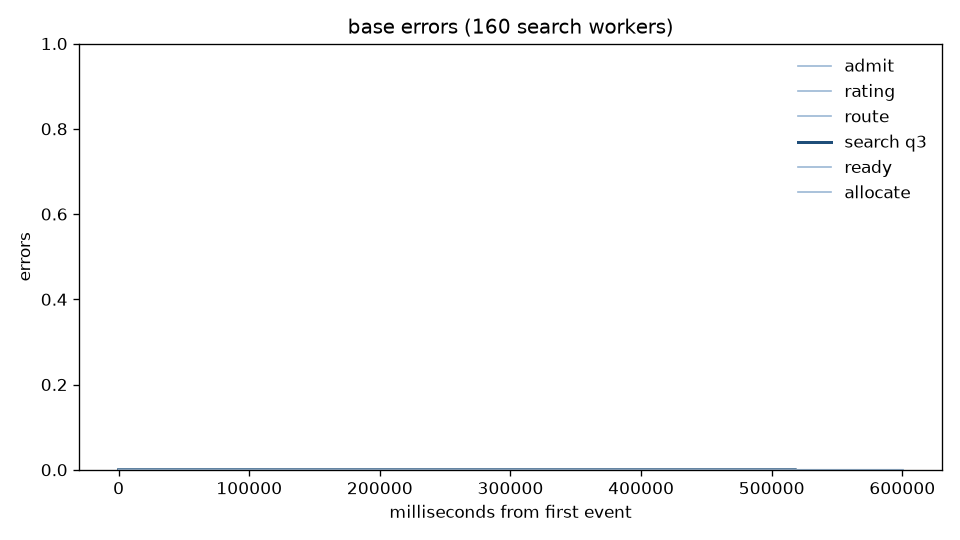 base errors (160 search workers)
1.0
0.8
0.6
0.4
0.2
0.0
errors
admit
rating
route
search q3
ready
allocate
0 100000 200000 300000 400000 500000 600000
milliseconds from first event